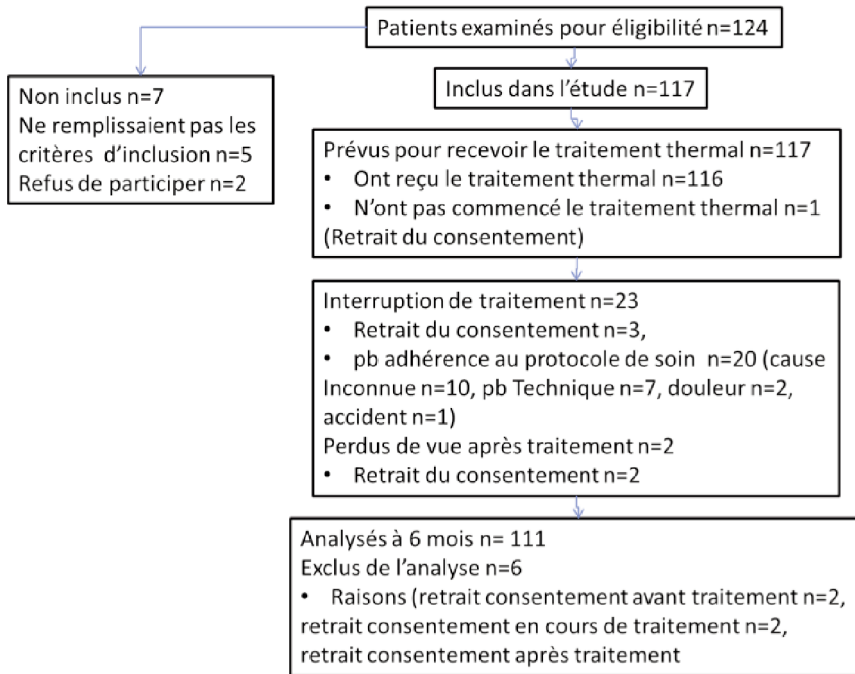 Patients examinés pour éligibilité n=124
Non inclus n=7
Ne remplissaient pas les
critères d'inclusion n=5
Refus de participer n=2
Inclus dans l'étude n=117
Prévus pour recevoir le traitement thermal n=117
• Ont reçu le traitement thermal n=116
• N'ont pas commencé le traitement thermal n=1
(Retrait du consentement)
Interruption de traitement n=23
• Retrait du consentement n=3,
• pb adhérence au protocole de soin n=20 (cause
Inconnue n=10, pb Technique n=7, douleur n=2,
accident n=1)
Perdus de vue après traitement n=2
• Retrait du consentement n=2
Analysés à 6 mois n= 111
Exclus de l'analyse n=6
• Raisons (retrait consentement avant traitement n=2,
retrait consentement en cours de traitement n=2,
retrait consentement après traitement